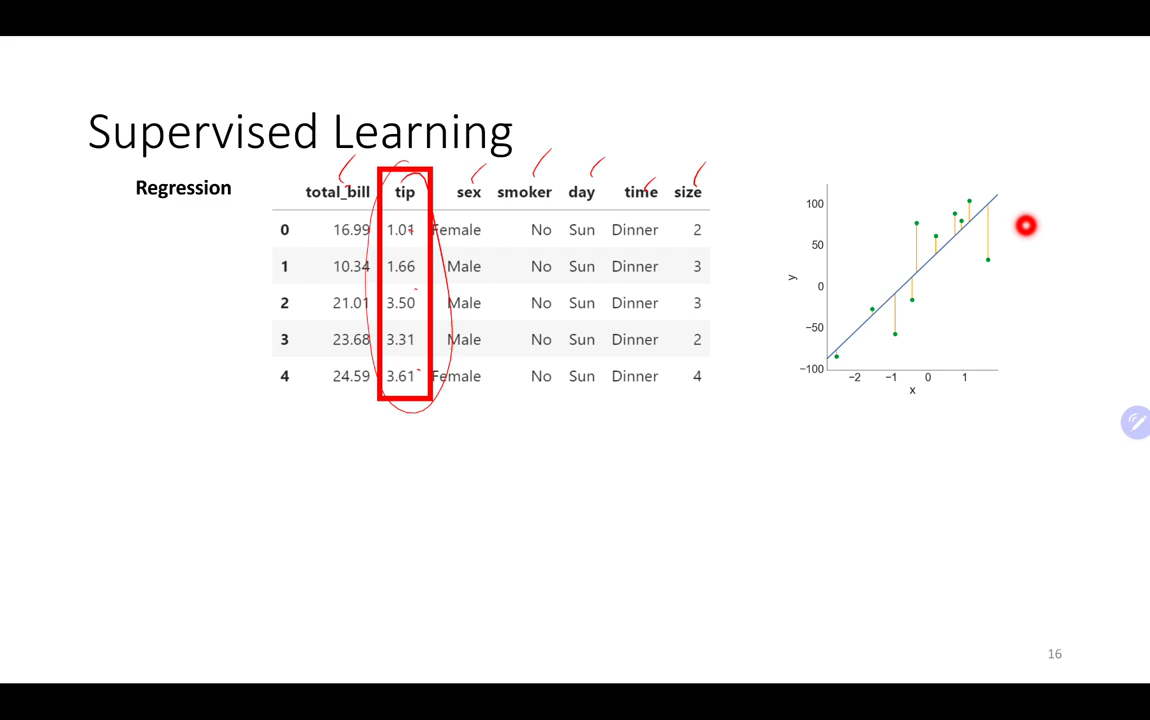 Supervised Learning
Regression
total_bill tip sex smoker day time size
0 16.99 1.01 Female No Sun Dinner 2
1 10.34 1.66 Male No Sun Dinner 3
2 21.01 3.50 Male No Sun Dinner 3
3 23.68 3.31 Male No Sun Dinner 2
4 24.59 3.61 Female No Sun Dinner 4
100
50
y
0
−50
−100
−2 −1 0 1
x
16